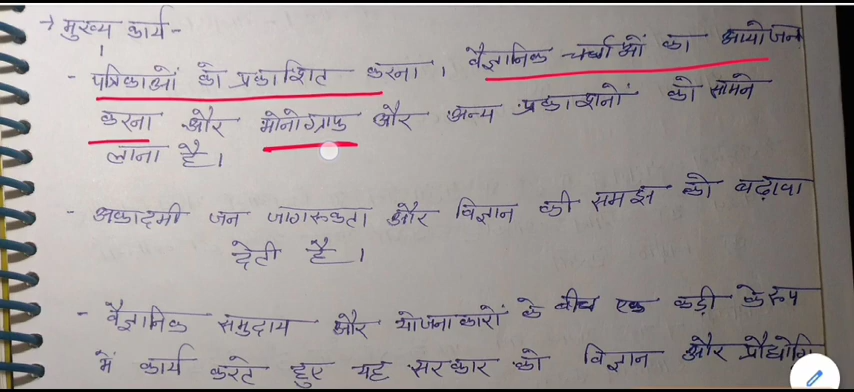 → मुख्य कार्य -
- पत्रिकाओं को प्रकाशित करना। वैज्ञानिक चर्चाओं का आयोजन
करना और मोनोग्राफ और अन्य प्रकाशनों को सामने
लाना है।
- अकादमी जन जागरूकता और विज्ञान की समझ को बढ़ावा
देती है।
- वैज्ञानिक समुदाय और योजनाकारों के बीच एक कड़ी के रूप
में कार्य करते हुए यह सरकार को विज्ञान और प्रौद्योगि